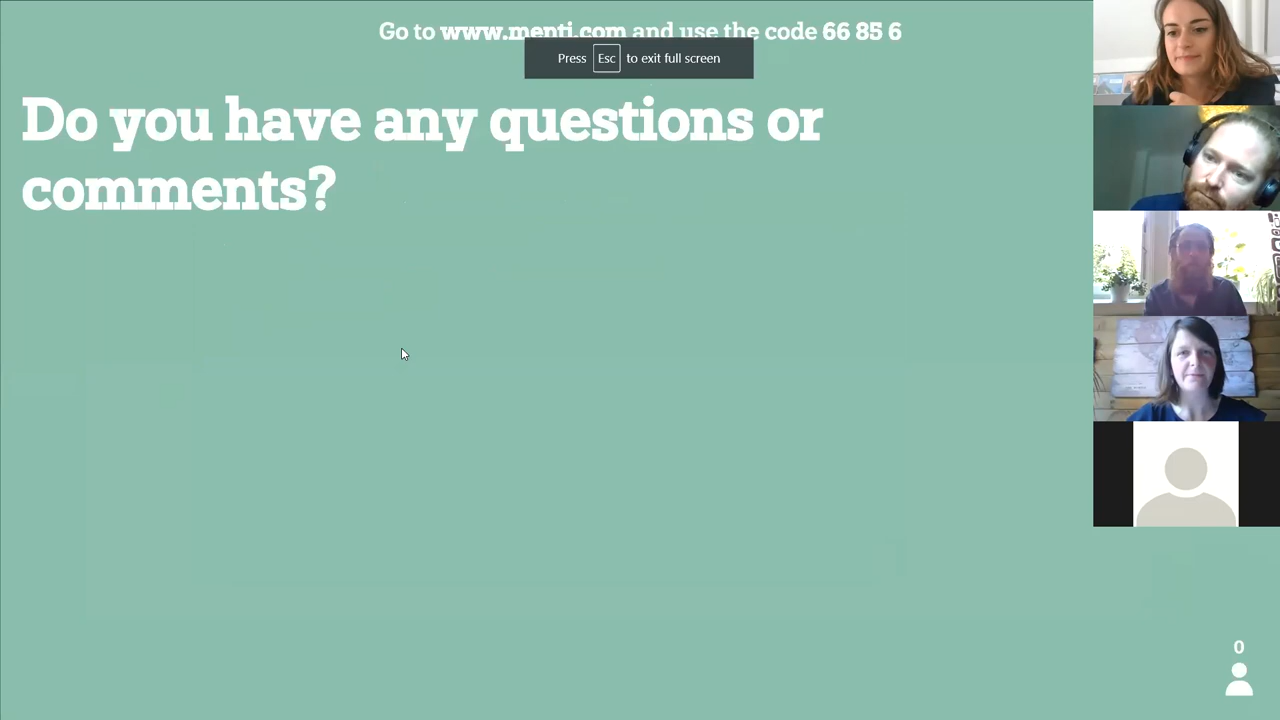 Go to www.menti.com and use the code 66 85 6
Press Esc to exit full screen
Do you have any questions or
comments?
0